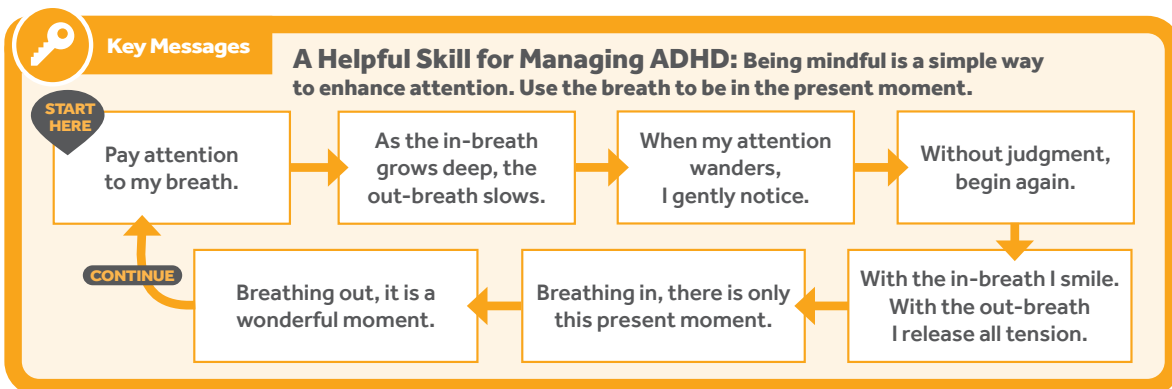 Key Messages
A Helpful Skill for Managing ADHD: Being mindful is a simple way
to enhance attention. Use the breath to be in the present moment.
START
HERE
Pay attention
to my breath.
As the in-breath
grows deep, the
out-breath slows.
When my attention
wanders,
I gently notice.
Without judgment,
begin again.
With the in-breath I smile.
With the out-breath
I release all tension.
Breathing in, there is only
this present moment.
Breathing out, it is a
wonderful moment.
CONTINUE